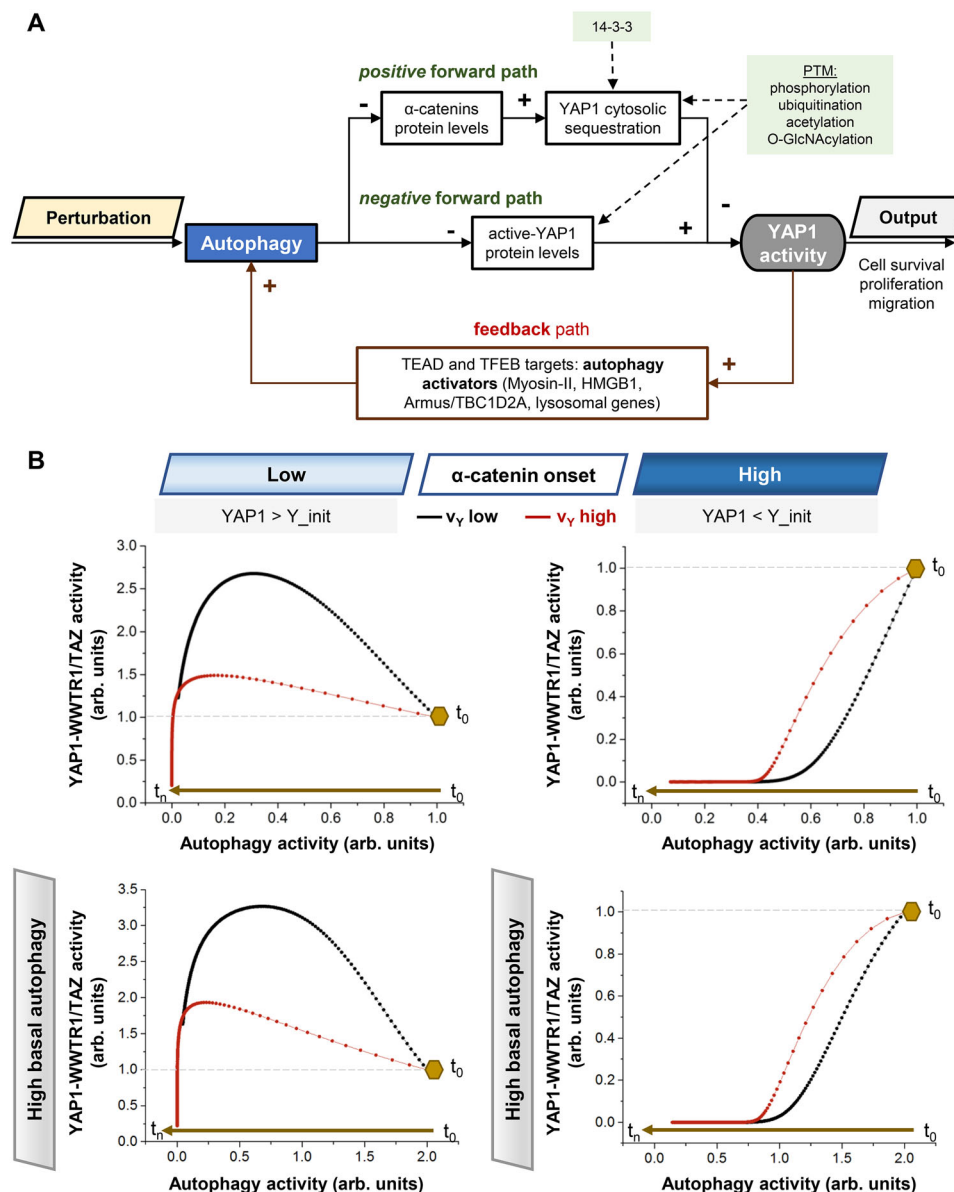 A
14-3-3
positive forward path
PTM:
phosphorylation
ubiquitination
acetylation
O-GlcNAcylation
-
α-catenins
protein levels
+
YAP1 cytosolic
sequestration
Perturbation
Autophagy
negative forward path
-
active-YAP1
protein levels
+
-
YAP1
activity
Output
Cell survival
proliferation
migration
+
feedback path
+
TEAD and TFEB targets: autophagy
activators (Myosin-II, HMGB1,
Armus/TBC1D2A, lysosomal genes)
B
Low
α-catenin onset
High
YAP1 > Y_init
vY low
vY high
YAP1 < Y_init
YAP1-WWTR1/TAZ activity
(arb. units)
3.0
2.5
2.0
1.5
1.0
0.5
0.0
t0
tn
t0
0.0 0.2 0.4 0.6 0.8 1.0
Autophagy activity (arb. units)
YAP1-WWTR1/TAZ activity
(arb. units)
1.0
0.8
0.6
0.4
0.2
0.0
t0
tn
t0
0.0 0.2 0.4 0.6 0.8 1.0
Autophagy activity (arb. units)
High basal autophagy
YAP1-WWTR1/TAZ activity
(arb. units)
3.5
3.0
2.5
2.0
1.5
1.0
0.5
0.0
t0
tn
t0
0.0 0.5 1.0 1.5 2.0
Autophagy activity (arb. units)
High basal autophagy
YAP1-WWTR1/TAZ activity
(arb. units)
1.0
0.8
0.6
0.4
0.2
0.0
t0
tn
t0
0.0 0.5 1.0 1.5 2.0
Autophagy activity (arb. units)